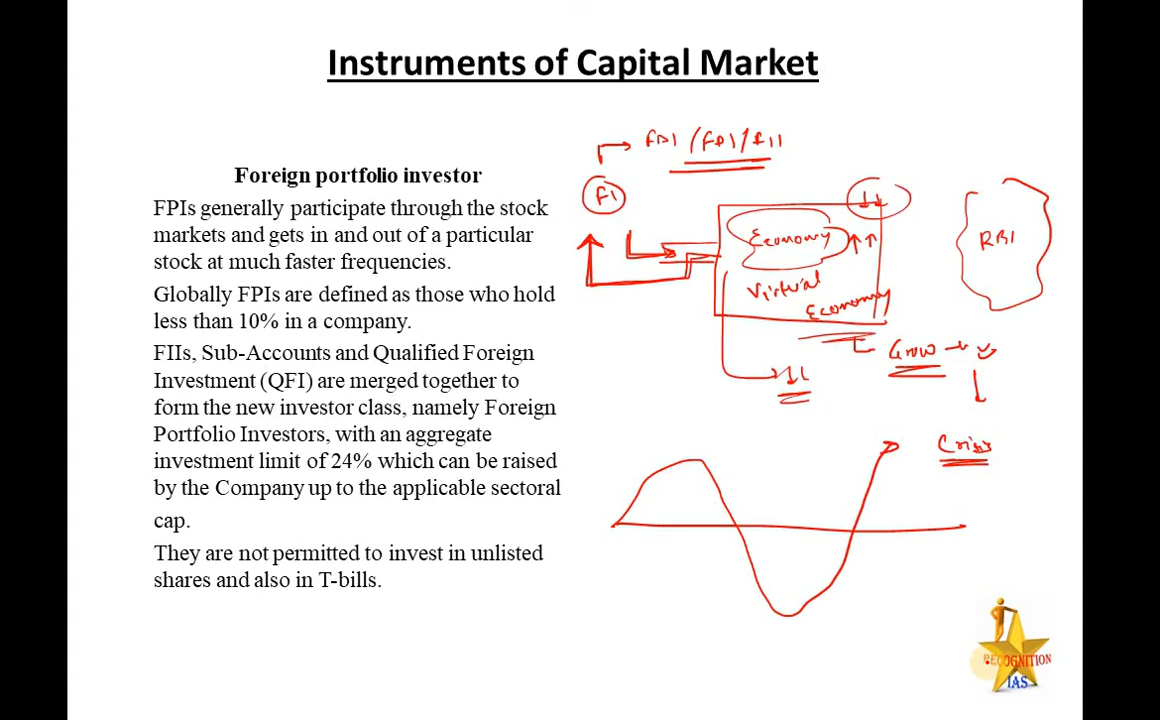 Instruments of Capital Market
Foreign portfolio investor
FPIs generally participate through the stock
markets and gets in and out of a particular
stock at much faster frequencies.
Globally FPIs are defined as those who hold
less than 10% in a company.
FIIs, Sub-Accounts and Qualified Foreign
Investment (QFI) are merged together to
form the new investor class, namely Foreign
Portfolio Investors, with an aggregate
investment limit of 24% which can be raised
by the Company up to the applicable sectoral
cap.
They are not permitted to invest in unlisted
shares and also in T-bills.
FDI / FPI / FII
FI
Economy
Virtual
Economy
RBI
Grow
Crisis
RECOGNITION
IAS